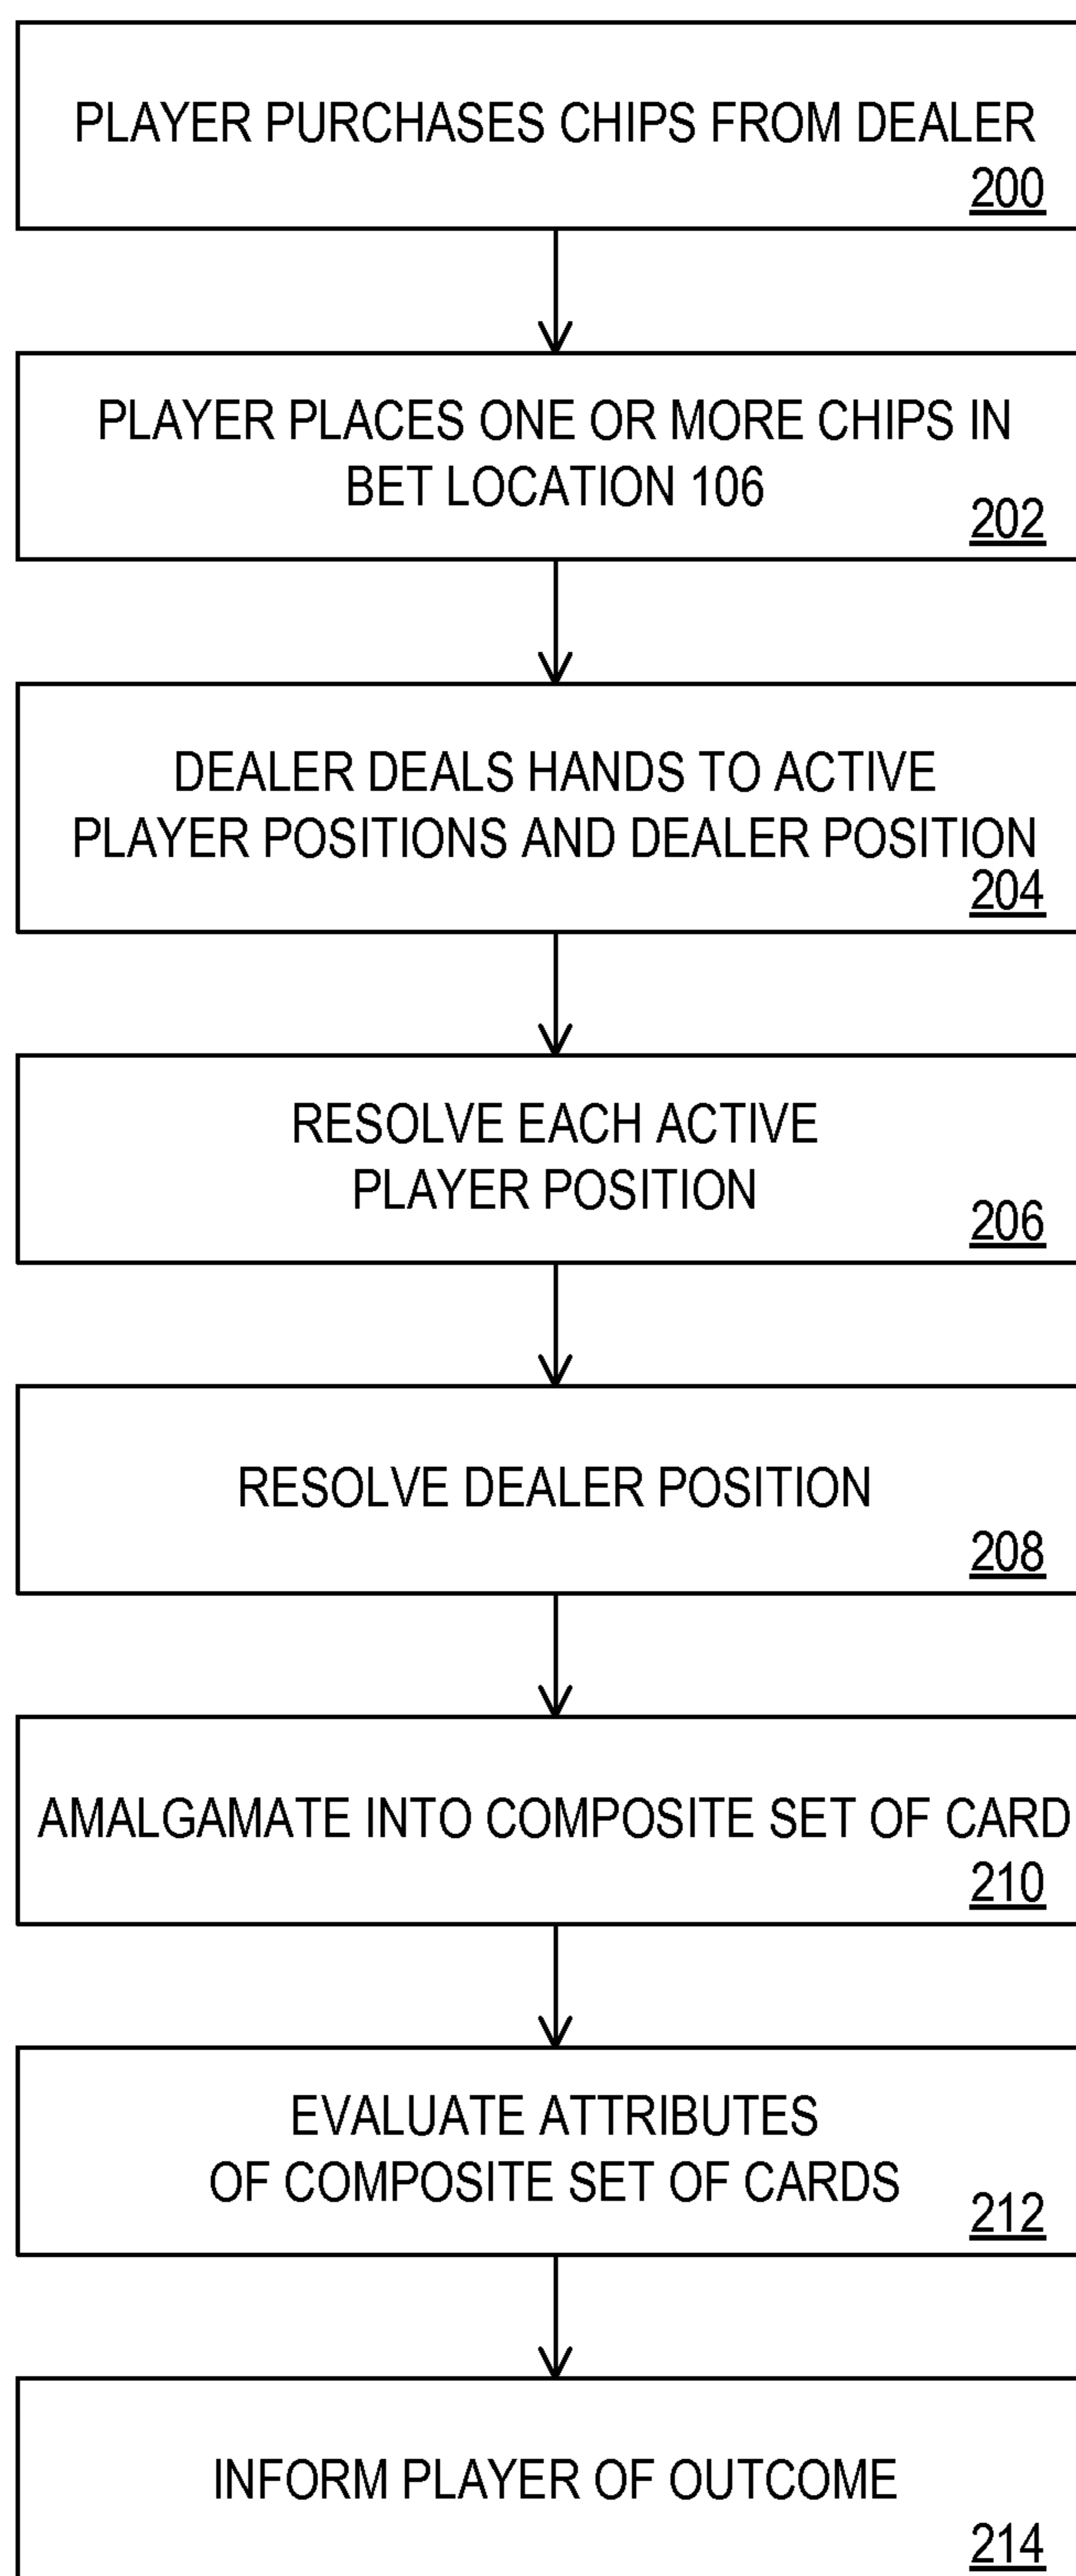 PLAYER PURCHASES CHIPS FROM DEALER
200
PLAYER PLACES ONE OR MORE CHIPS IN
BET LOCATION 106
202
DEALER DEALS HANDS TO ACTIVE
PLAYER POSITIONS AND DEALER POSITION
204
RESOLVE EACH ACTIVE
PLAYER POSITION
206
RESOLVE DEALER POSITION
208
AMALGAMATE INTO COMPOSITE SET OF CARD
210
EVALUATE ATTRIBUTES
OF COMPOSITE SET OF CARDS
212
INFORM PLAYER OF OUTCOME
214